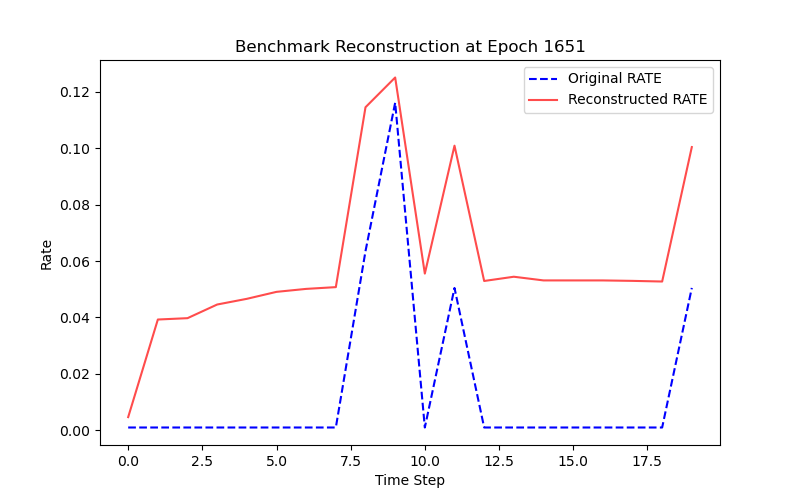 Benchmark Reconstruction at Epoch 1651
Original RATE
Reconstructed RATE
Rate
0.12
0.10
0.08
0.06
0.04
0.02
0.00
0.0 2.5 5.0 7.5 10.0 12.5 15.0 17.5
Time Step